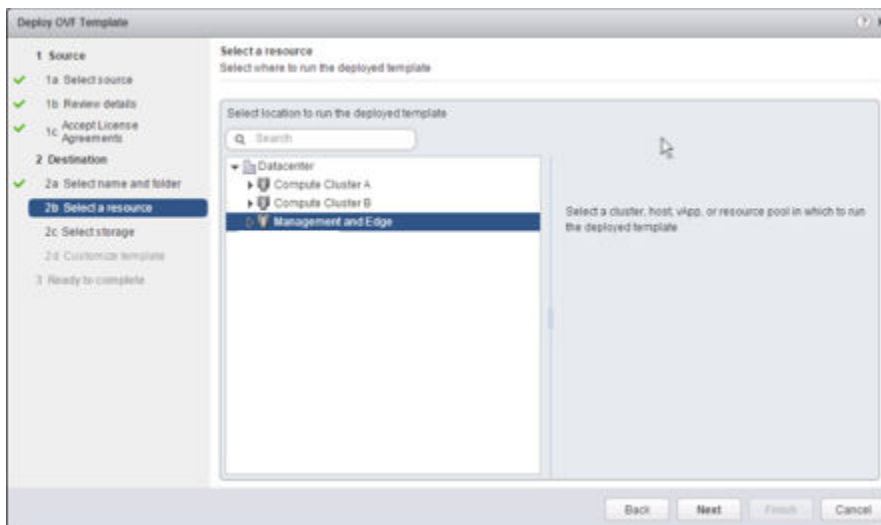 Deploy OVF Template
1 Source
1a Select source
1b Review details
1c Accept License
Agreements
2 Destination
2a Select name and folder
2b Select a resource
2c Select storage
2d Customize template
3 Ready to complete
Select a resource
Select where to run the deployed template
Select location to run the deployed template
Search
Datacenter
Compute Cluster A
Compute Cluster B
Management and Edge
Select a cluster, host, vApp, or resource pool in which to run
the deployed template
Back Next Finish Cancel